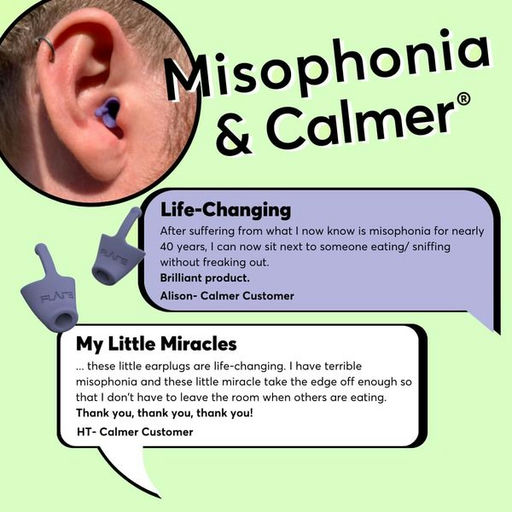 Misophonia
& Calmer®
Life-Changing
After suffering from what I now know is misophonia for nearly
40 years, I can now sit next to someone eating/ sniffing
without freaking out.
Brilliant product.
Alison- Calmer Customer
FLARE
FLARE
My Little Miracles
... these little earplugs are life-changing. I have terrible
misophonia and these little miracle take the edge off enough so
that I don't have to leave the room when others are eating.
Thank you, thank you, thank you!
HT- Calmer Customer